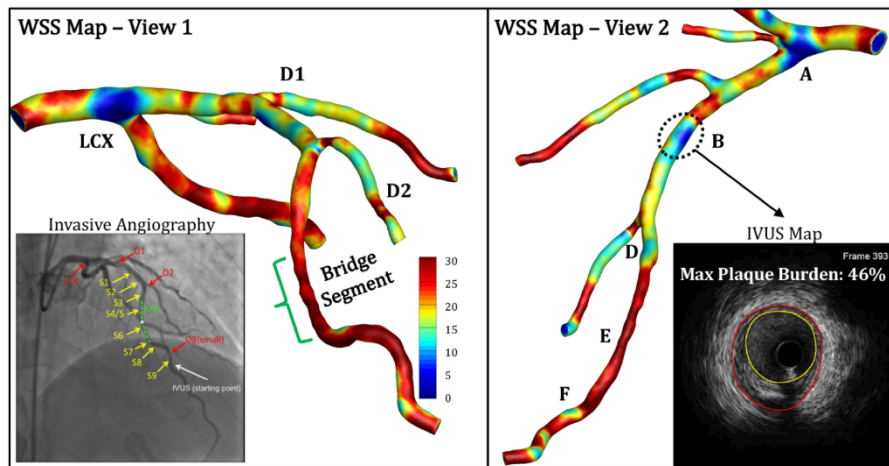 WSS Map – View 1
D1
LCX
D2
Bridge
Segment
30
25
20
15
10
5
0
Invasive Angiography
D1
LCX
D2
S1
S2
S3
S4/5
S6
S7
S8
S9
D3(small)
IVUS (starting point)
WSS Map – View 2
A
B
D
E
F
IVUS Map
Frame 393
Max Plaque Burden: 46%